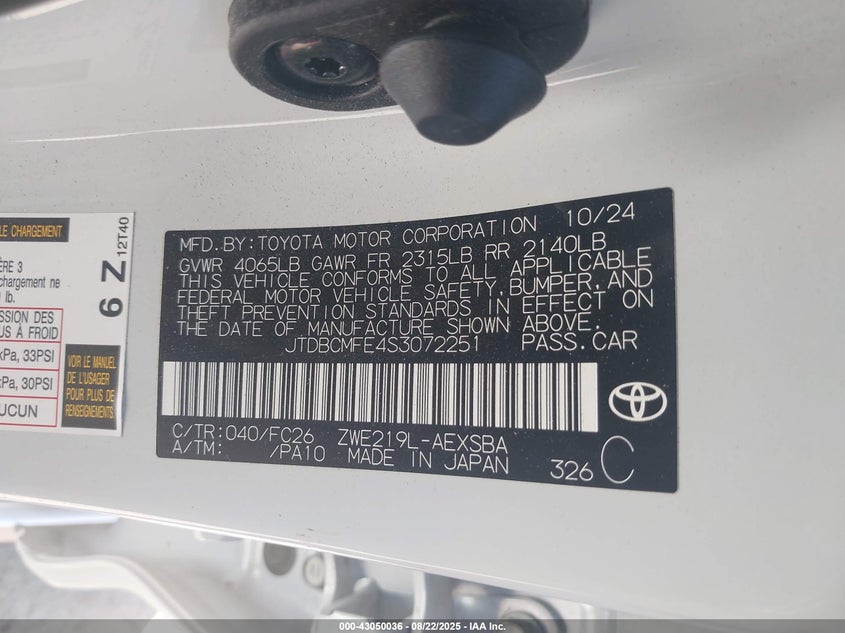 MFD. BY: TOYOTA MOTOR CORPORATION 10/24
GVWR 4065LB GAWR FR 2315LB RR 2140LB
THIS VEHICLE CONFORMS TO ALL APPLICABLE
FEDERAL MOTOR VEHICLE SAFETY, BUMPER, AND
THEFT PREVENTION STANDARDS IN EFFECT ON
THE DATE OF MANUFACTURE SHOWN ABOVE.
JTDBCMFE4S3072251 PASS.CAR
C/TR: 040/FC26 ZWE219L-AEXSBA
A/TM: /PA10 MADE IN JAPAN 326 C
LE CHARGEMENT
ÈRE 3
chargement ne
lb.
SSION DES
US À FROID
kPa, 33PSI
kPa, 30PSI
UCUN
VOIR LE MANUEL
DE L'USAGER
POUR PLUS DE
RENSEIGNEMENTS.
6 Z
12T40
000-43050036 - 08/22/2025 - IAA Inc.